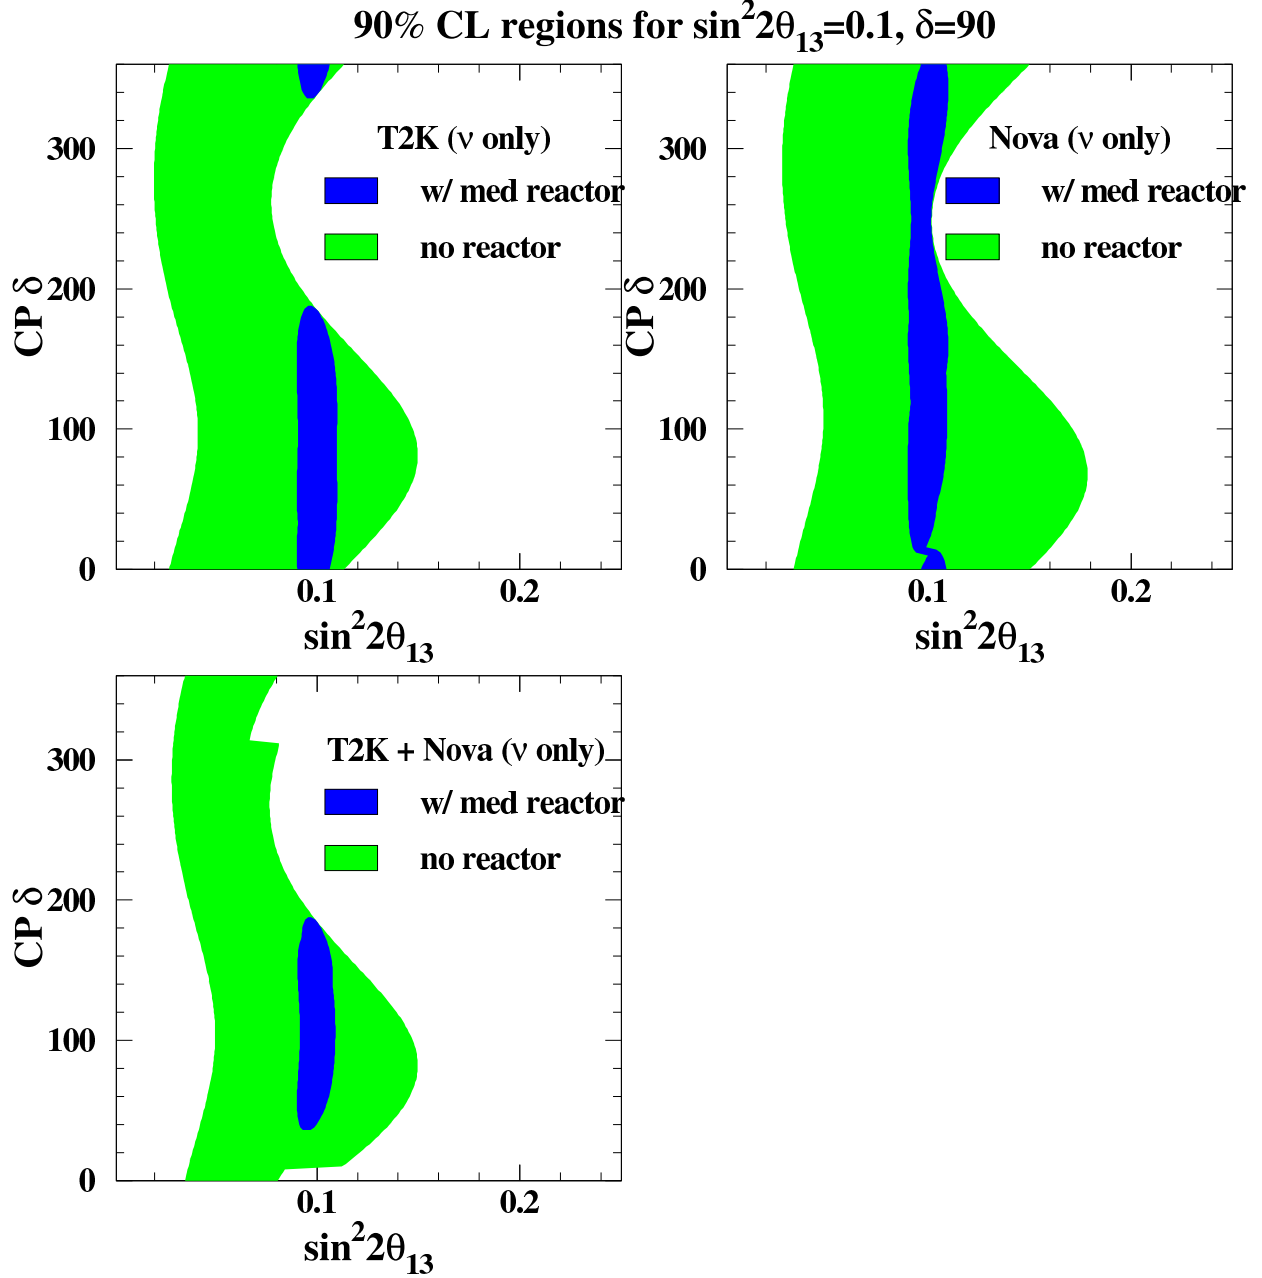 90% CL regions for sin²2θ₁₃=0.1, δ=90
T2K (ν only)
w/ med reactor
no reactor
CP δ
300
200
100
0
0.1 0.2
sin²2θ₁₃
Nova (ν only)
w/ med reactor
no reactor
CP δ
300
200
100
0
0.1 0.2
sin²2θ₁₃
T2K + Nova (ν only)
w/ med reactor
no reactor
CP δ
300
200
100
0
0.1 0.2
sin²2θ₁₃